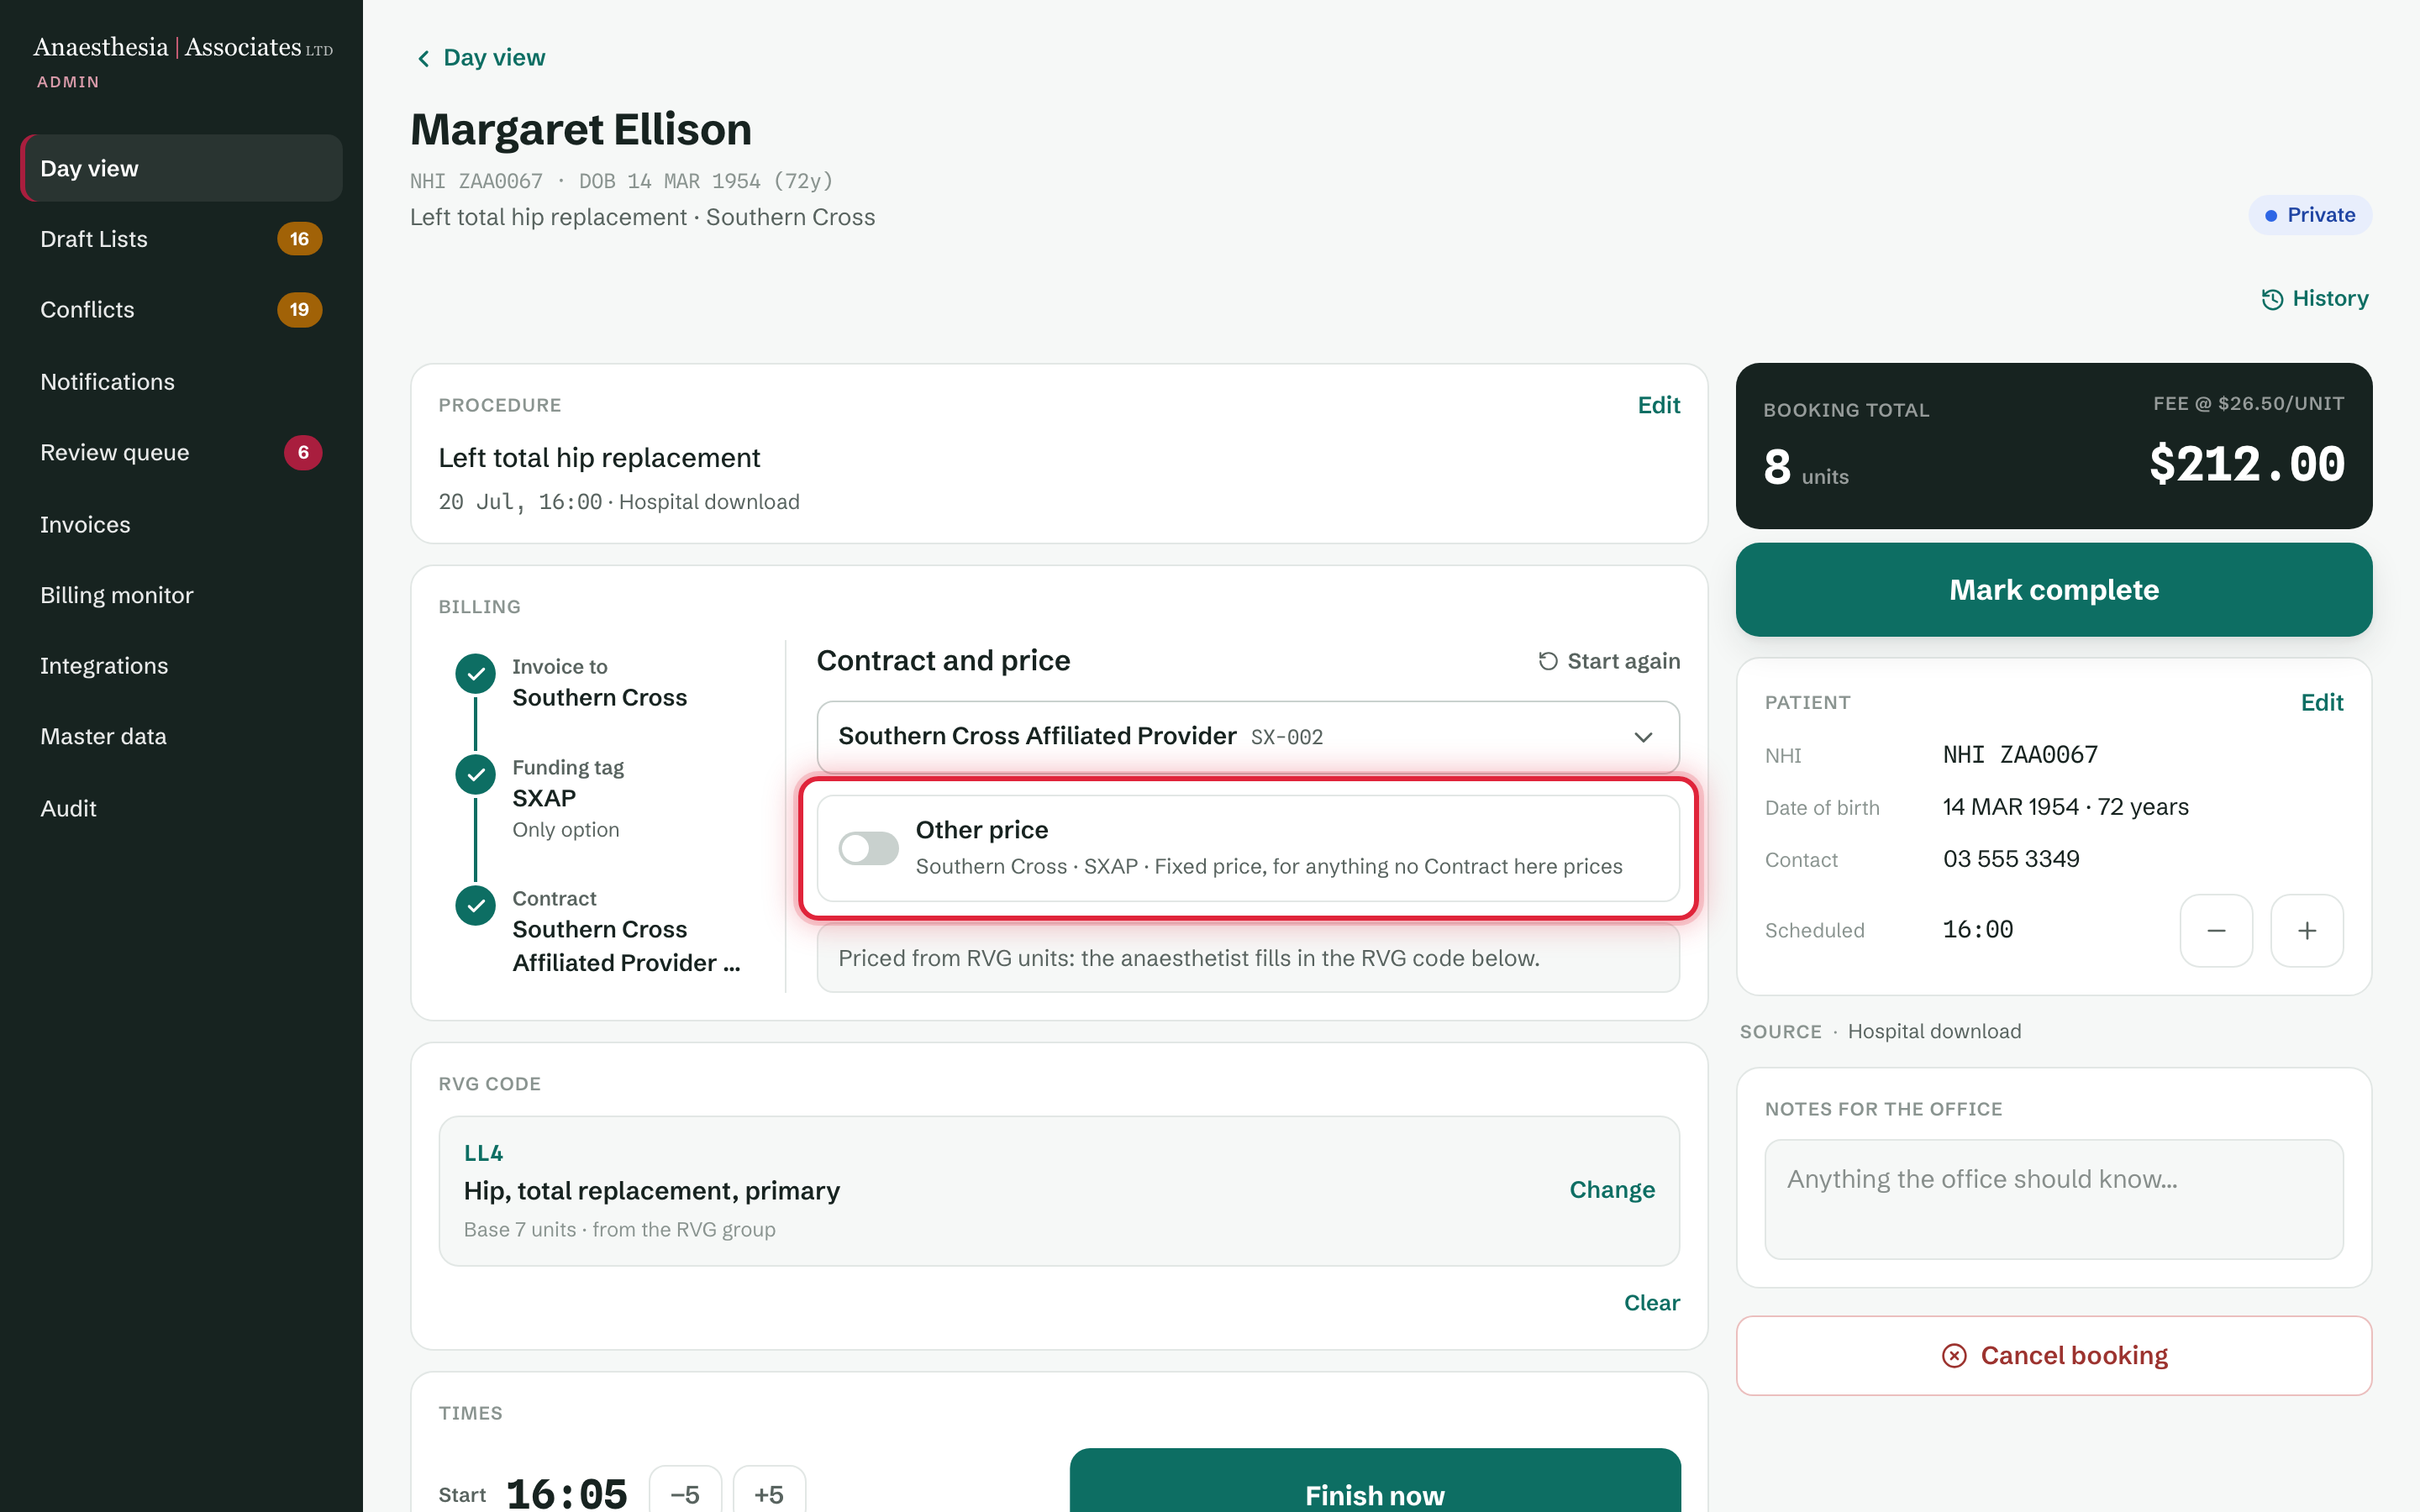 Anaesthesia | Associates LTD
ADMIN
Day view
Draft Lists 16
Conflicts 19
Notifications
Review queue 6
Invoices
Billing monitor
Integrations
Master data
Audit
Day view
Margaret Ellison
NHI ZAA0067 · DOB 14 MAR 1954 (72y)
Left total hip replacement · Southern Cross
Private
History
PROCEDURE
Edit
Left total hip replacement
20 Jul, 16:00 · Hospital download
BILLING
Invoice to
Southern Cross
Funding tag
SXAP
Only option
Contract
Southern Cross
Affiliated Provider ...
Contract and price
Start again
Southern Cross Affiliated Provider SX-002
Other price
Southern Cross · SXAP · Fixed price, for anything no Contract here prices
Priced from RVG units: the anaesthetist fills in the RVG code below.
RVG CODE
LL4
Hip, total replacement, primary
Base 7 units · from the RVG group
Change
Clear
TIMES
Start 16:05 −5 +5
Finish now
BOOKING TOTAL
FEE @ $26.50/UNIT
8 units
$212.00
Mark complete
PATIENT
Edit
NHI NHI ZAA0067
Date of birth 14 MAR 1954 · 72 years
Contact 03 555 3349
Scheduled 16:00 − +
SOURCE · Hospital download
NOTES FOR THE OFFICE
Anything the office should know...
Cancel booking